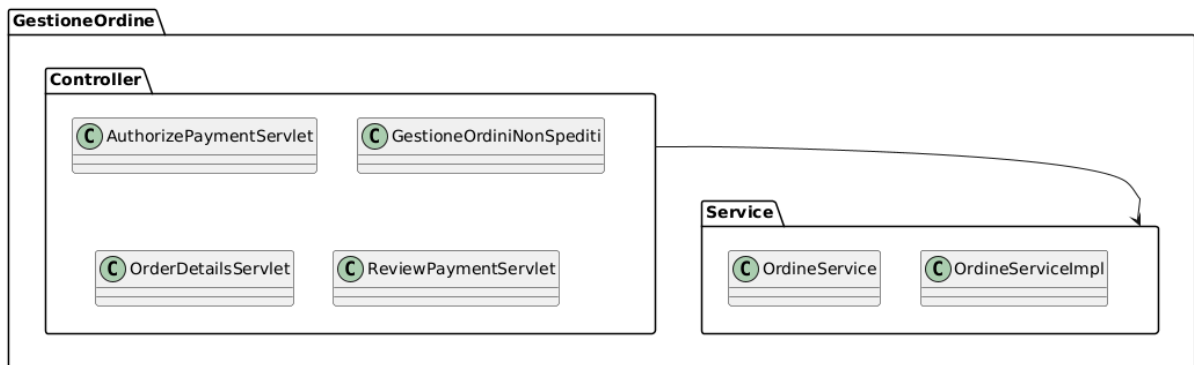 GestioneOrdine
Controller
C AuthorizePaymentServlet
C GestioneOrdiniNonSpediti
C OrderDetailsServlet
C ReviewPaymentServlet
Service
C OrdineService
C OrdineServiceImpl